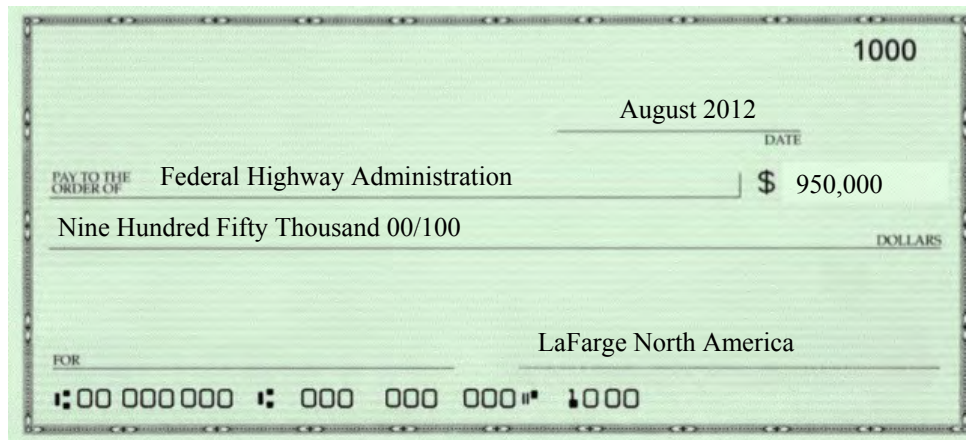 1000
August 2012
DATE
PAY TO THE
ORDER OF Federal Highway Administration $ 950,000
Nine Hundred Fifty Thousand 00/100
DOLLARS
LaFarge North America
FOR
⑆00 000000 ⑆ 000 000 000⑈ 1000